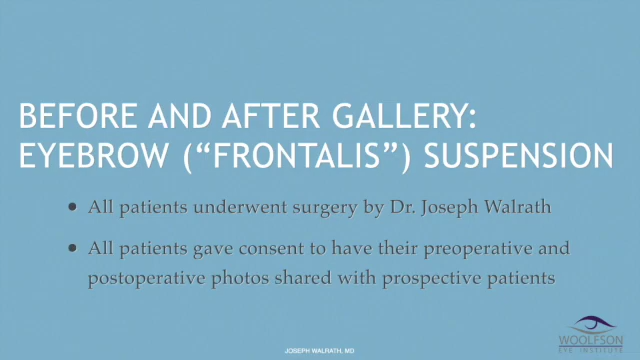 BEFORE AND AFTER GALLERY:
EYEBROW (“FRONTALIS”) SUSPENSION
• All patients underwent surgery by Dr. Joseph Walrath
• All patients gave consent to have their preoperative and
postoperative photos shared with prospective patients
WOOLFSON
EYE INSTITUTE
JOSEPH WALRATH, MD